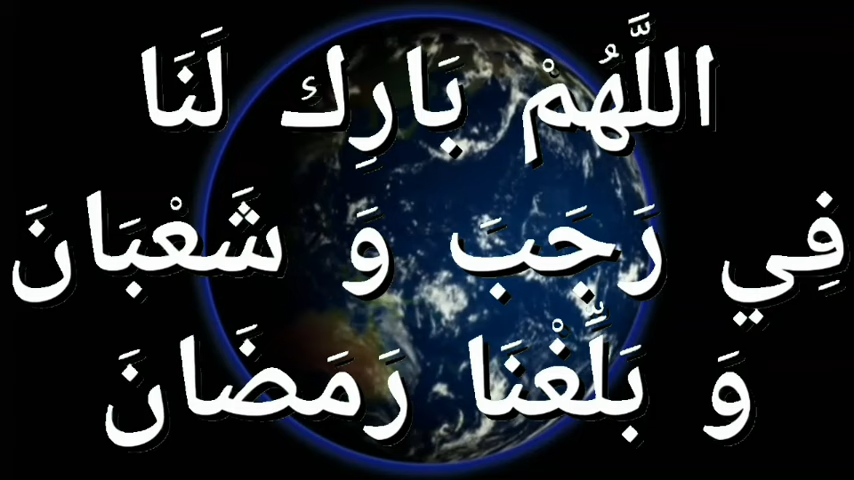 اللَّهُمْ بَارِك لَنَا
فِي رَجَبَ وَ شَعْبَانَ
وَ بَلِّغْنَا رَمَضَانَ